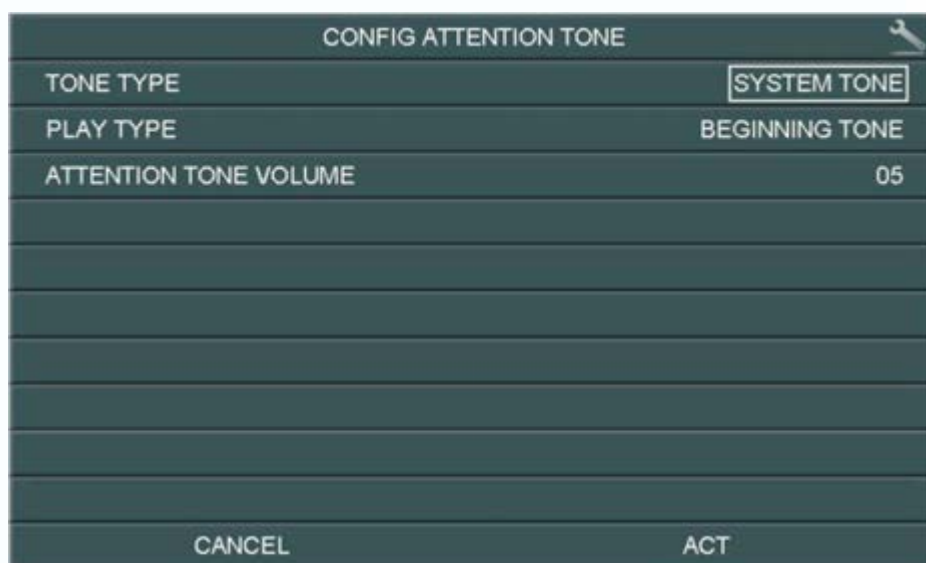 CONFIG ATTENTION TONE
TONE TYPE SYSTEM TONE
PLAY TYPE BEGINNING TONE
ATTENTION TONE VOLUME 05
CANCEL ACT